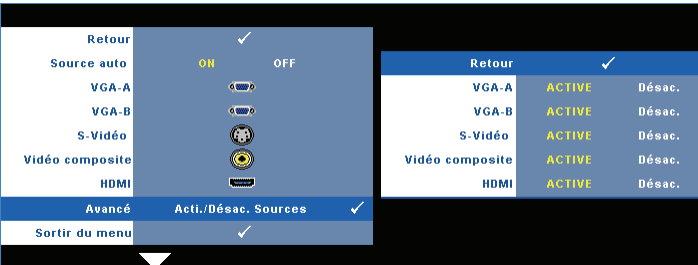 Retour
Source auto ON OFF
VGA-A
VGA-B
S-Vidéo
Vidéo composite
HDMI
Avancé Acti./Désac. Sources
Sortir du menu
Retour
VGA-A ACTIVE Désac.
VGA-B ACTIVE Désac.
S-Vidéo ACTIVE Désac.
Vidéo composite ACTIVE Désac.
HDMI ACTIVE Désac.